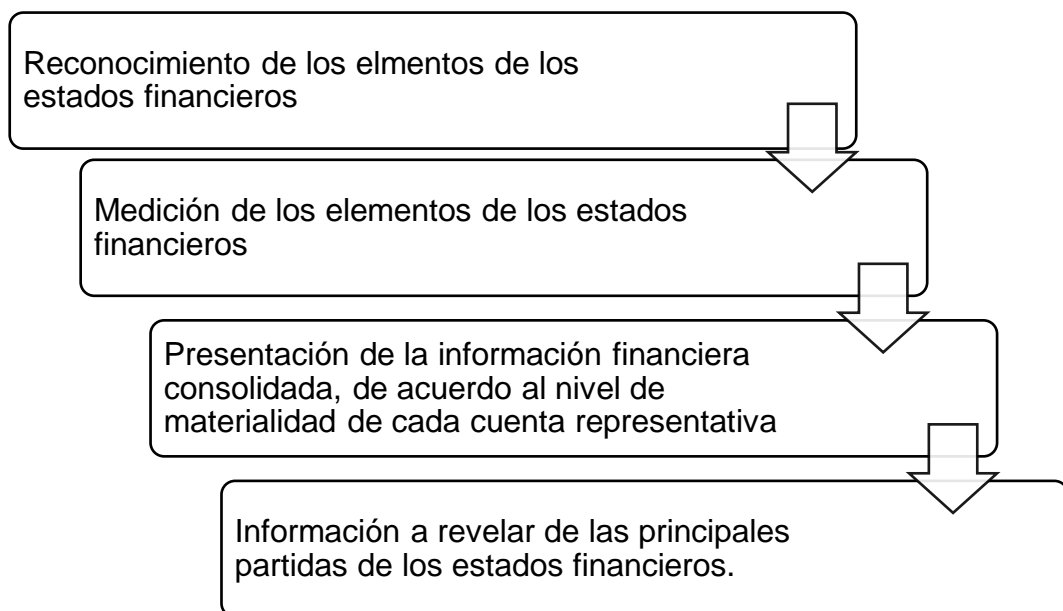 Reconocimiento de los elmentos de los
estados financieros
Medición de los elementos de los estados
financieros
Presentación de la información financiera
consolidada, de acuerdo al nivel de
materialidad de cada cuenta representativa
Información a revelar de las principales
partidas de los estados financieros.